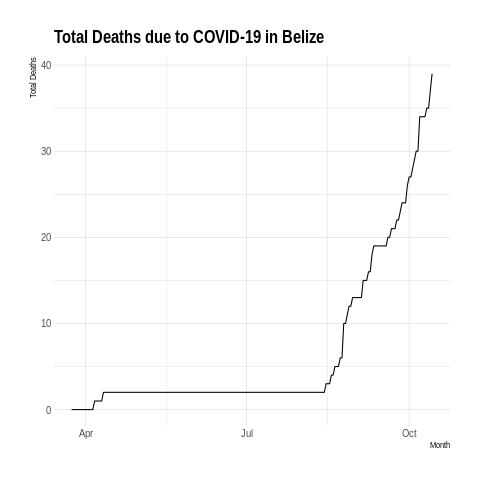 Total Deaths due to COVID-19 in Belize
Total Deaths
40
30
20
10
0
Apr
Jul
Oct
Month